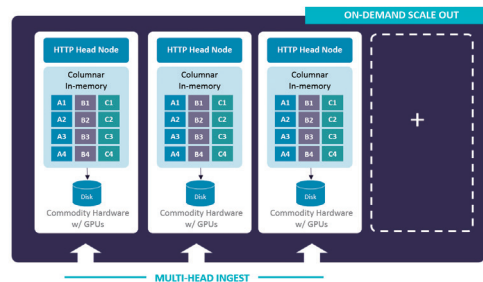 ON-DEMAND SCALE OUT
HTTP Head Node
Columnar
In-memory
A1 B1 C1
A2 B2 C2
A3 B3 C3
A4 B4 C4
Disk
Commodity Hardware
w/ GPUs
HTTP Head Node
Columnar
In-memory
A1 B1 C1
A2 B2 C2
A3 B3 C3
A4 B4 C4
Disk
Commodity Hardware
w/ GPUs
HTTP Head Node
Columnar
In-memory
A1 B1 C1
A2 B2 C2
A3 B3 C3
A4 B4 C4
Disk
Commodity Hardware
w/ GPUs
+
MULTI-HEAD INGEST